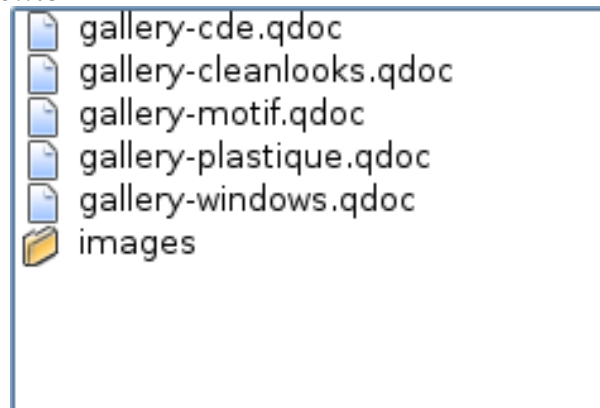 gallery-cde.qdoc
gallery-cleanlooks.qdoc
gallery-motif.qdoc
gallery-plastique.qdoc
gallery-windows.qdoc
images